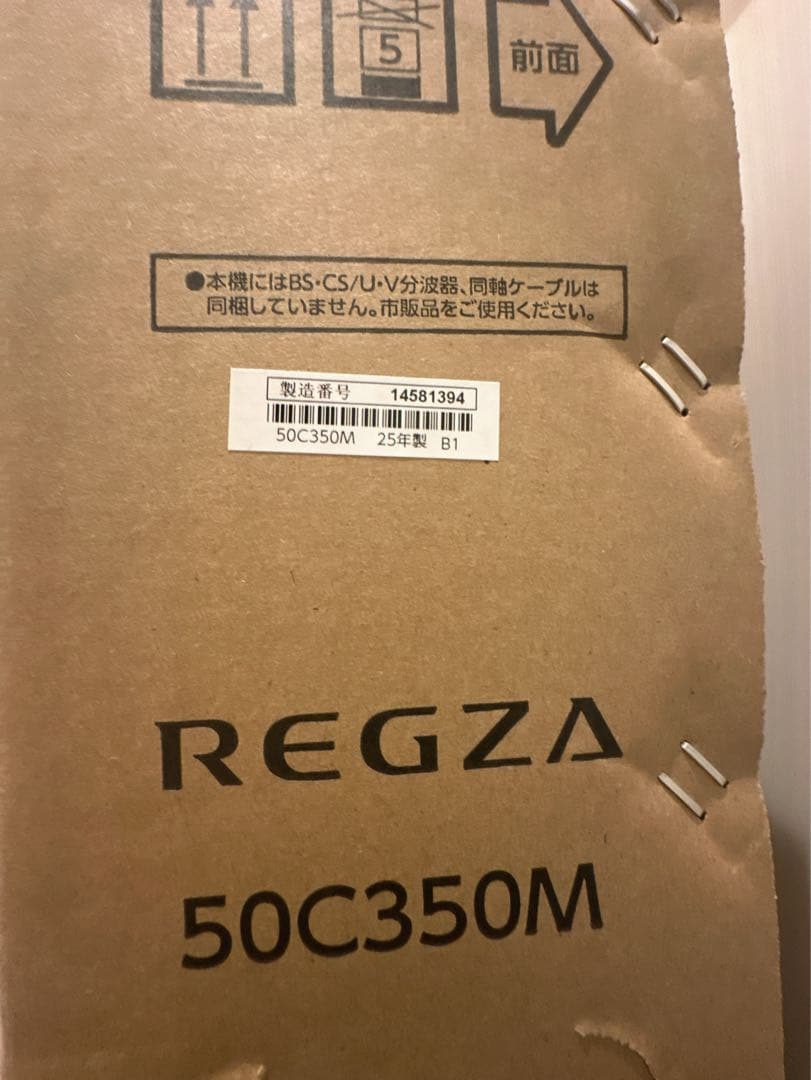 5
前面
●本機にはBS・CS/U・V分波器、同軸ケーブルは
同梱していません。市販品をご使用ください。
製造番号 14581394
50C350M 25年製 B1
REGZA
50C350M